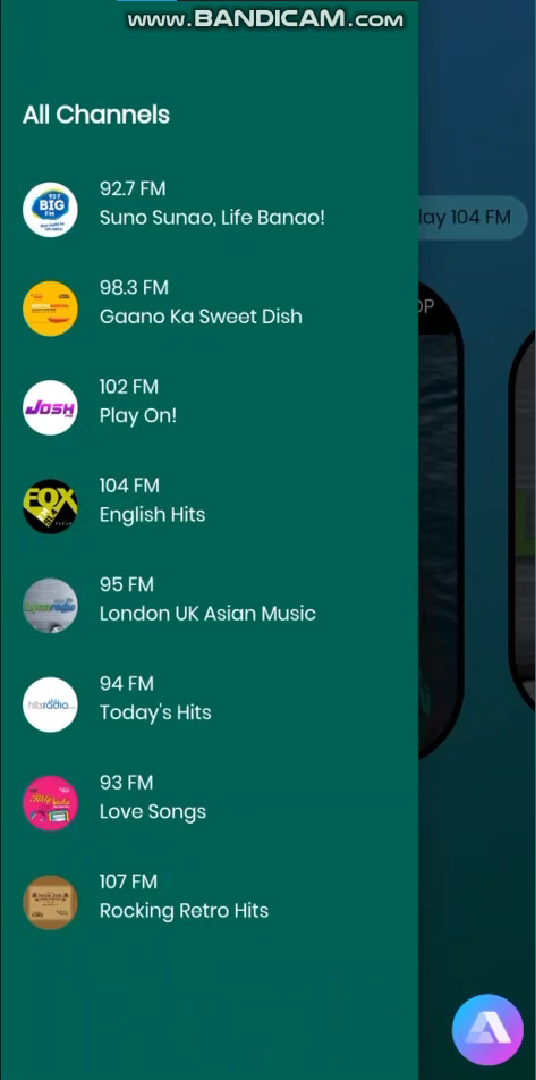 www.BANDICAM.com
All Channels
92.7 FM
Suno Sunao, Life Banao!
lay 104 FM
98.3 FM
Gaano Ka Sweet Dish
OP
102 FM
Play On!
JOSH
104 FM
English Hits
FOX
95 FM
London UK Asian Music
94 FM
Today's Hits
hitsradio
93 FM
Love Songs
107 FM
Rocking Retro Hits
927
BIG
FM